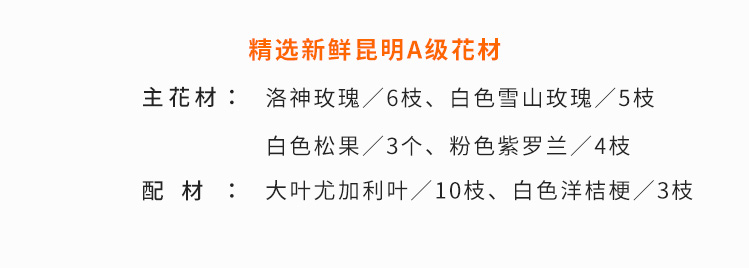 精选新鲜昆明A级花材
主花材：洛神玫瑰／6枝、白色雪山玫瑰／5枝
白色松果／3个、粉色紫罗兰／4枝
配材：大叶尤加利叶／10枝、白色洋桔梗／3枝